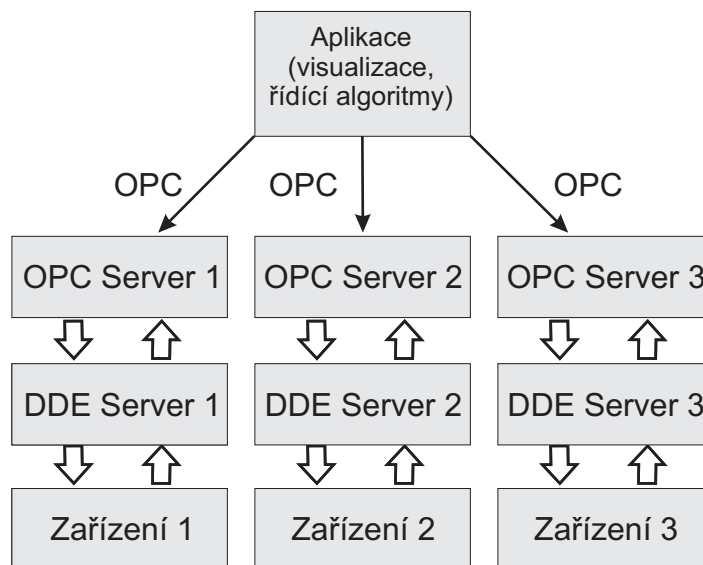 Aplikace
(visualizace,
řídící algoritmy)
OPC
OPC
OPC
OPC Server 1
OPC Server 2
OPC Server 3
DDE Server 1
DDE Server 2
DDE Server 3
Zařízení 1
Zařízení 2
Zařízení 3